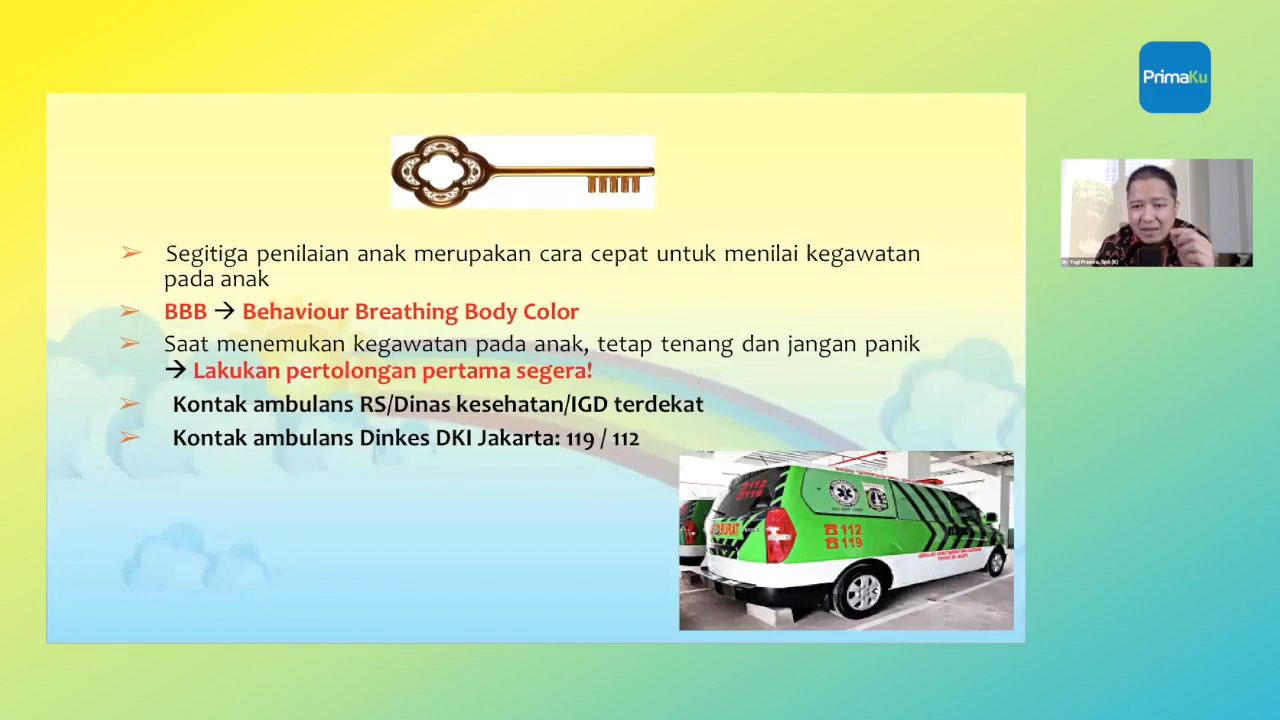 PrimaKu
➢ Segitiga penilaian anak merupakan cara cepat untuk menilai kegawatan
pada anak
➢ BBB → Behaviour Breathing Body Color
➢ Saat menemukan kegawatan pada anak, tetap tenang dan jangan panik
→ Lakukan pertolongan pertama segera!
➢ Kontak ambulans RS/Dinas kesehatan/IGD terdekat
➢ Kontak ambulans Dinkes DKI Jakarta: 119 / 112
112
119
112
119